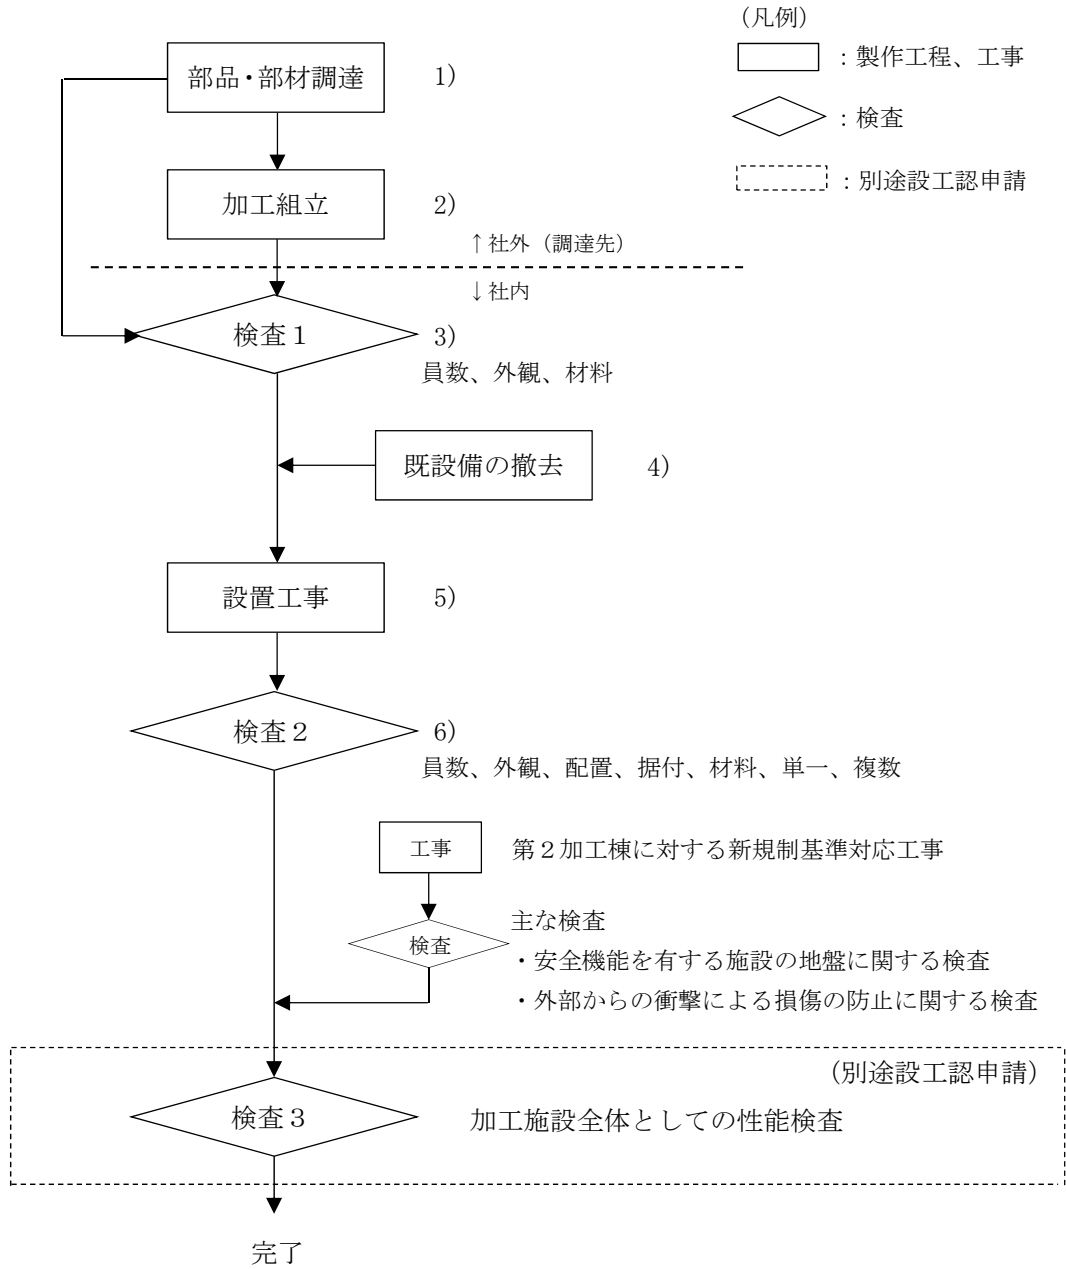 (凡例)
：製作工程、工事
：検査
：別途設工認申請
部品・部材調達
1)
加工組立
2)
↑社外（調達先）
↓社内
検査１
3)
員数、外観、材料
既設備の撤去
4)
設置工事
5)
検査２
6)
員数、外観、配置、据付、材料、単一、複数
工事
第２加工棟に対する新規制基準対応工事
検査
主な検査
・安全機能を有する施設の地盤に関する検査
・外部からの衝撃による損傷の防止に関する検査
(別途設工認申請)
検査３
加工施設全体としての性能検査
完了